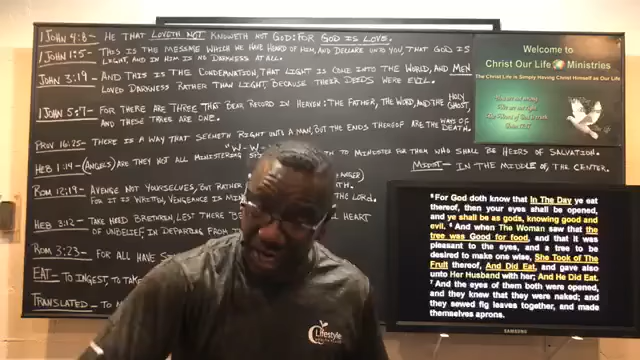 1 JOHN 4:8 - HE THAT LOVETH NOT KNOWETH NOT GOD: FOR GOD IS LOVE.
1 JOHN 1:5 - THIS IS THE MESSAGE WHICH WE HAVE HEARD OF HIM, AND DECLARE UNTO YOU, THAT GOD IS
LIGHT, AND IN HIM IS NO DARKNESS AT ALL.
JOHN 3:19 - AND THIS IS THE CONDEMNATION, THAT LIGHT IS COME INTO THE WORLD, AND MEN
LOVED DARKNESS RATHER THAN LIGHT, BECAUSE THEIR DEEDS WERE EVIL.
1 JOHN 5:7 - FOR THERE ARE THREE THAT BEAR RECORD IN HEAVEN: THE FATHER, THE WORD, AND THE HOLY GHOST,
AND THESE THREE ARE ONE.
PROV 16:25 - THERE IS A WAY THAT SEEMETH RIGHT UNTO A MAN, BUT THE ENDS THEREOF ARE THE WAYS OF DEATH.
"W-W-
HEB 1:14 - (ANGELS) ARE THEY NOT ALL MINISTERING TO MINISTER FOR THEM WHO SHALL BE HEIRS OF SALVATION.
MIDST - IN THE MIDDLE OF THE CENTER.
ROM 12:19 - AVENGE NOT YOURSELVES, BUT RATHER
FOR IT IS WRITTEN, VENGEANCE IS THE LORD.
HEB 3:12 - TAKE HEED BRETHREN, LEST THERE HEART
OF UNBELIEF IN DEPARTING FROM
ROM 3:23 - FOR ALL HAVE
EAT - TO INGEST, TO
TRANSLATED - TO
Welcome to
Christ Our Life Ministries
The Christ Life is Simply Having Christ Himself as Our Life
⁵For God doth know that In The Day ye eat
thereof, then your eyes shall be opened,
and ye shall be as gods, knowing good and
evil. ⁶ And when The Woman saw that the
tree was Good for food, and that it was
pleasant to the eyes, and a tree to be
desired to make one wise, She Took of The
Fruit thereof, And Did Eat, and gave also
unto Her Husband with her; And He Did Eat.
⁷ And the eyes of them both were opened,
and they knew that they were naked; and
they sewed fig leaves together, and made
themselves aprons.
SAMSUNG
Lifestyle